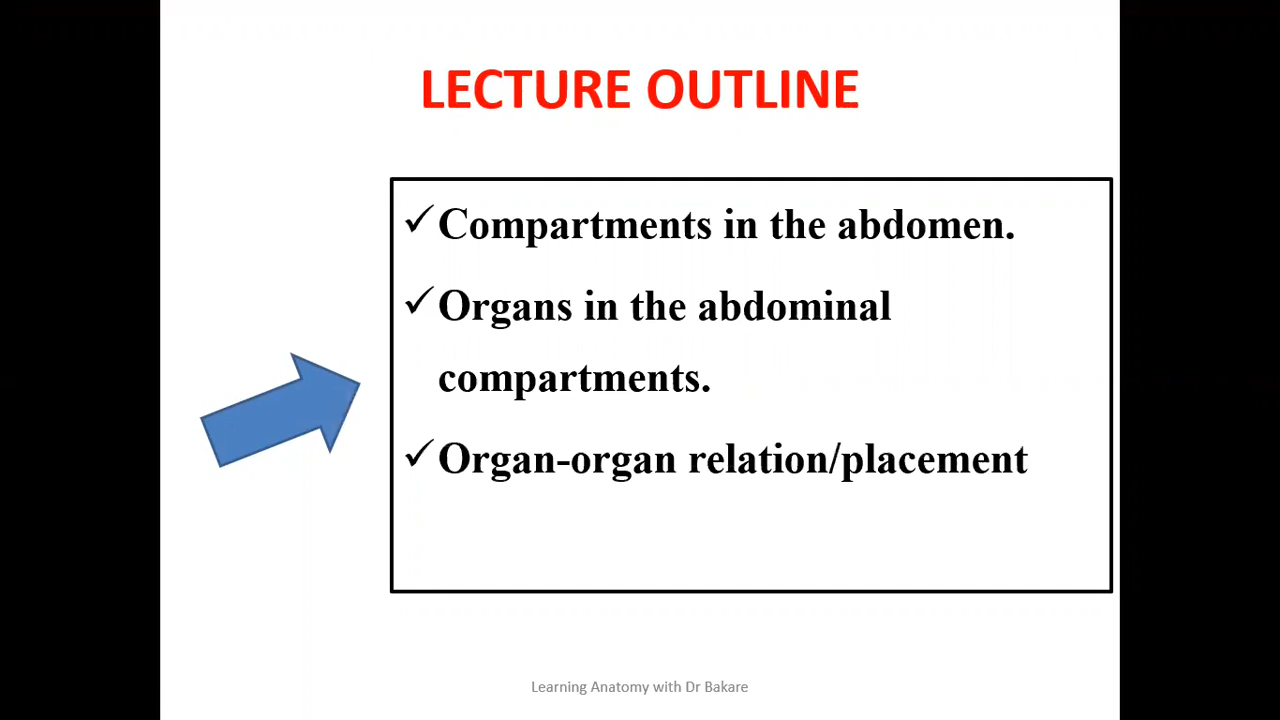 LECTURE OUTLINE
✓Compartments in the abdomen.
✓Organs in the abdominal
compartments.
✓Organ-organ relation/placement
Learning Anatomy with Dr Bakare